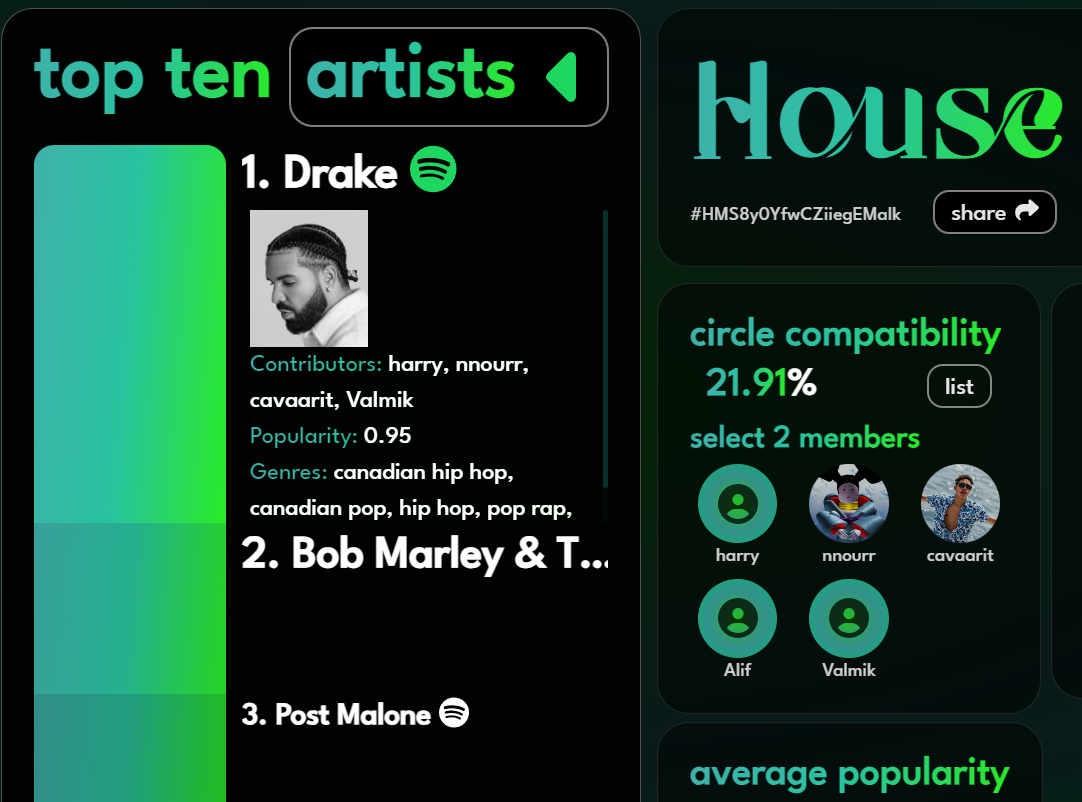 top ten artists
1. Drake
Contributors: harry, nnourr,
cavaarit, Valmik
Popularity: 0.95
Genres: canadian hip hop,
canadian pop, hip hop, pop rap,
2. Bob Marley & T...
3. Post Malone
House
#HMS8y0YfwCZiiegEMalk
share
circle compatibility
21.91%
list
select 2 members
harry nnourr cavaarit
Alif Valmik
average popularity